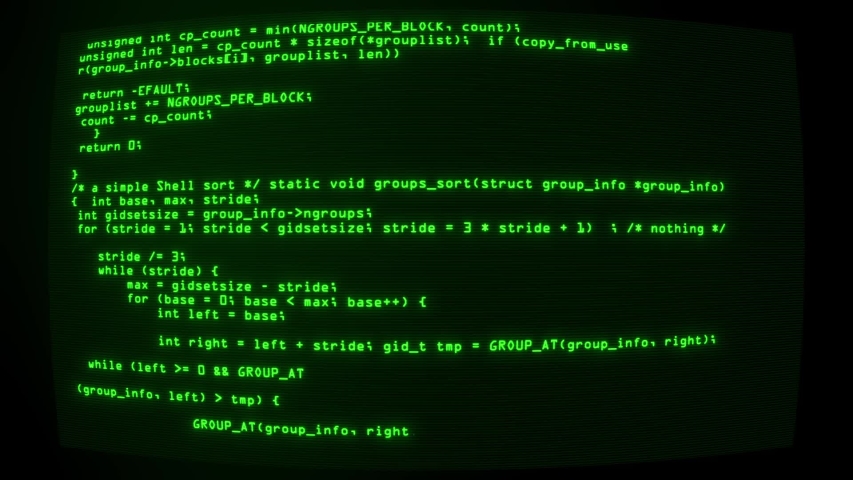 unsigned int cp_count = min(NGROUPS_PER_BLOCK, count);
unsigned int len = cp_count * sizeof(*grouplist);  if (copy_from_use
r(group_info->blocks[i], grouplist, len))
return -EFAULT;
grouplist += NGROUPS_PER_BLOCK;
count -= cp_count;
}
return 0;
}
/* a simple Shell sort */ static void groups_sort(struct group_info *group_info)
{  int base, max, stride;
int gidsetsize = group_info->ngroups;
for (stride = 1; stride < gidsetsize; stride = 3 * stride + 1)  ; /* nothing */
stride /= 3;
while (stride) {
max = gidsetsize - stride;
for (base = 0; base < max; base++) {
int left = base;
int right = left + stride; gid_t tmp = GROUP_AT(group_info, right);
while (left >= 0 && GROUP_AT
(group_info, left) > tmp) {
GROUP_AT(group_info, right